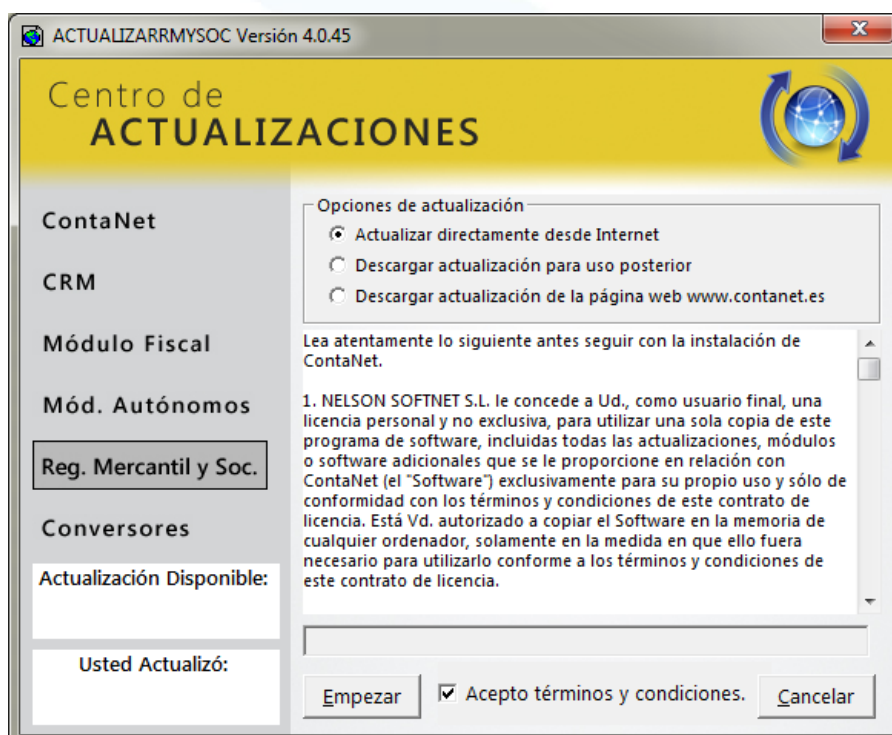 ACTUALIZARRMYSOC Versión 4.0.45
Centro de
ACTUALIZACIONES
ContaNet
CRM
Módulo Fiscal
Mód. Autónomos
Reg. Mercantil y Soc.
Conversores
Actualización Disponible:
Usted Actualizó:
Opciones de actualización
Actualizar directamente desde Internet
Descargar actualización para uso posterior
Descargar actualización de la página web www.contanet.es
Lea atentamente lo siguiente antes seguir con la instalación de
ContaNet.
1. NELSON SOFTNET S.L. le concede a Ud., como usuario final, una
licencia personal y no exclusiva, para utilizar una sola copia de este
programa de software, incluidas todas las actualizaciones, módulos
o software adicionales que se le proporcione en relación con
ContaNet (el "Software") exclusivamente para su propio uso y sólo de
conformidad con los términos y condiciones de este contrato de
licencia. Está Vd. autorizado a copiar el Software en la memoria de
cualquier ordenador, solamente en la medida en que ello fuera
necesario para utilizarlo conforme a los términos y condiciones de
este contrato de licencia.
Empezar
Acepto términos y condiciones.
Cancelar